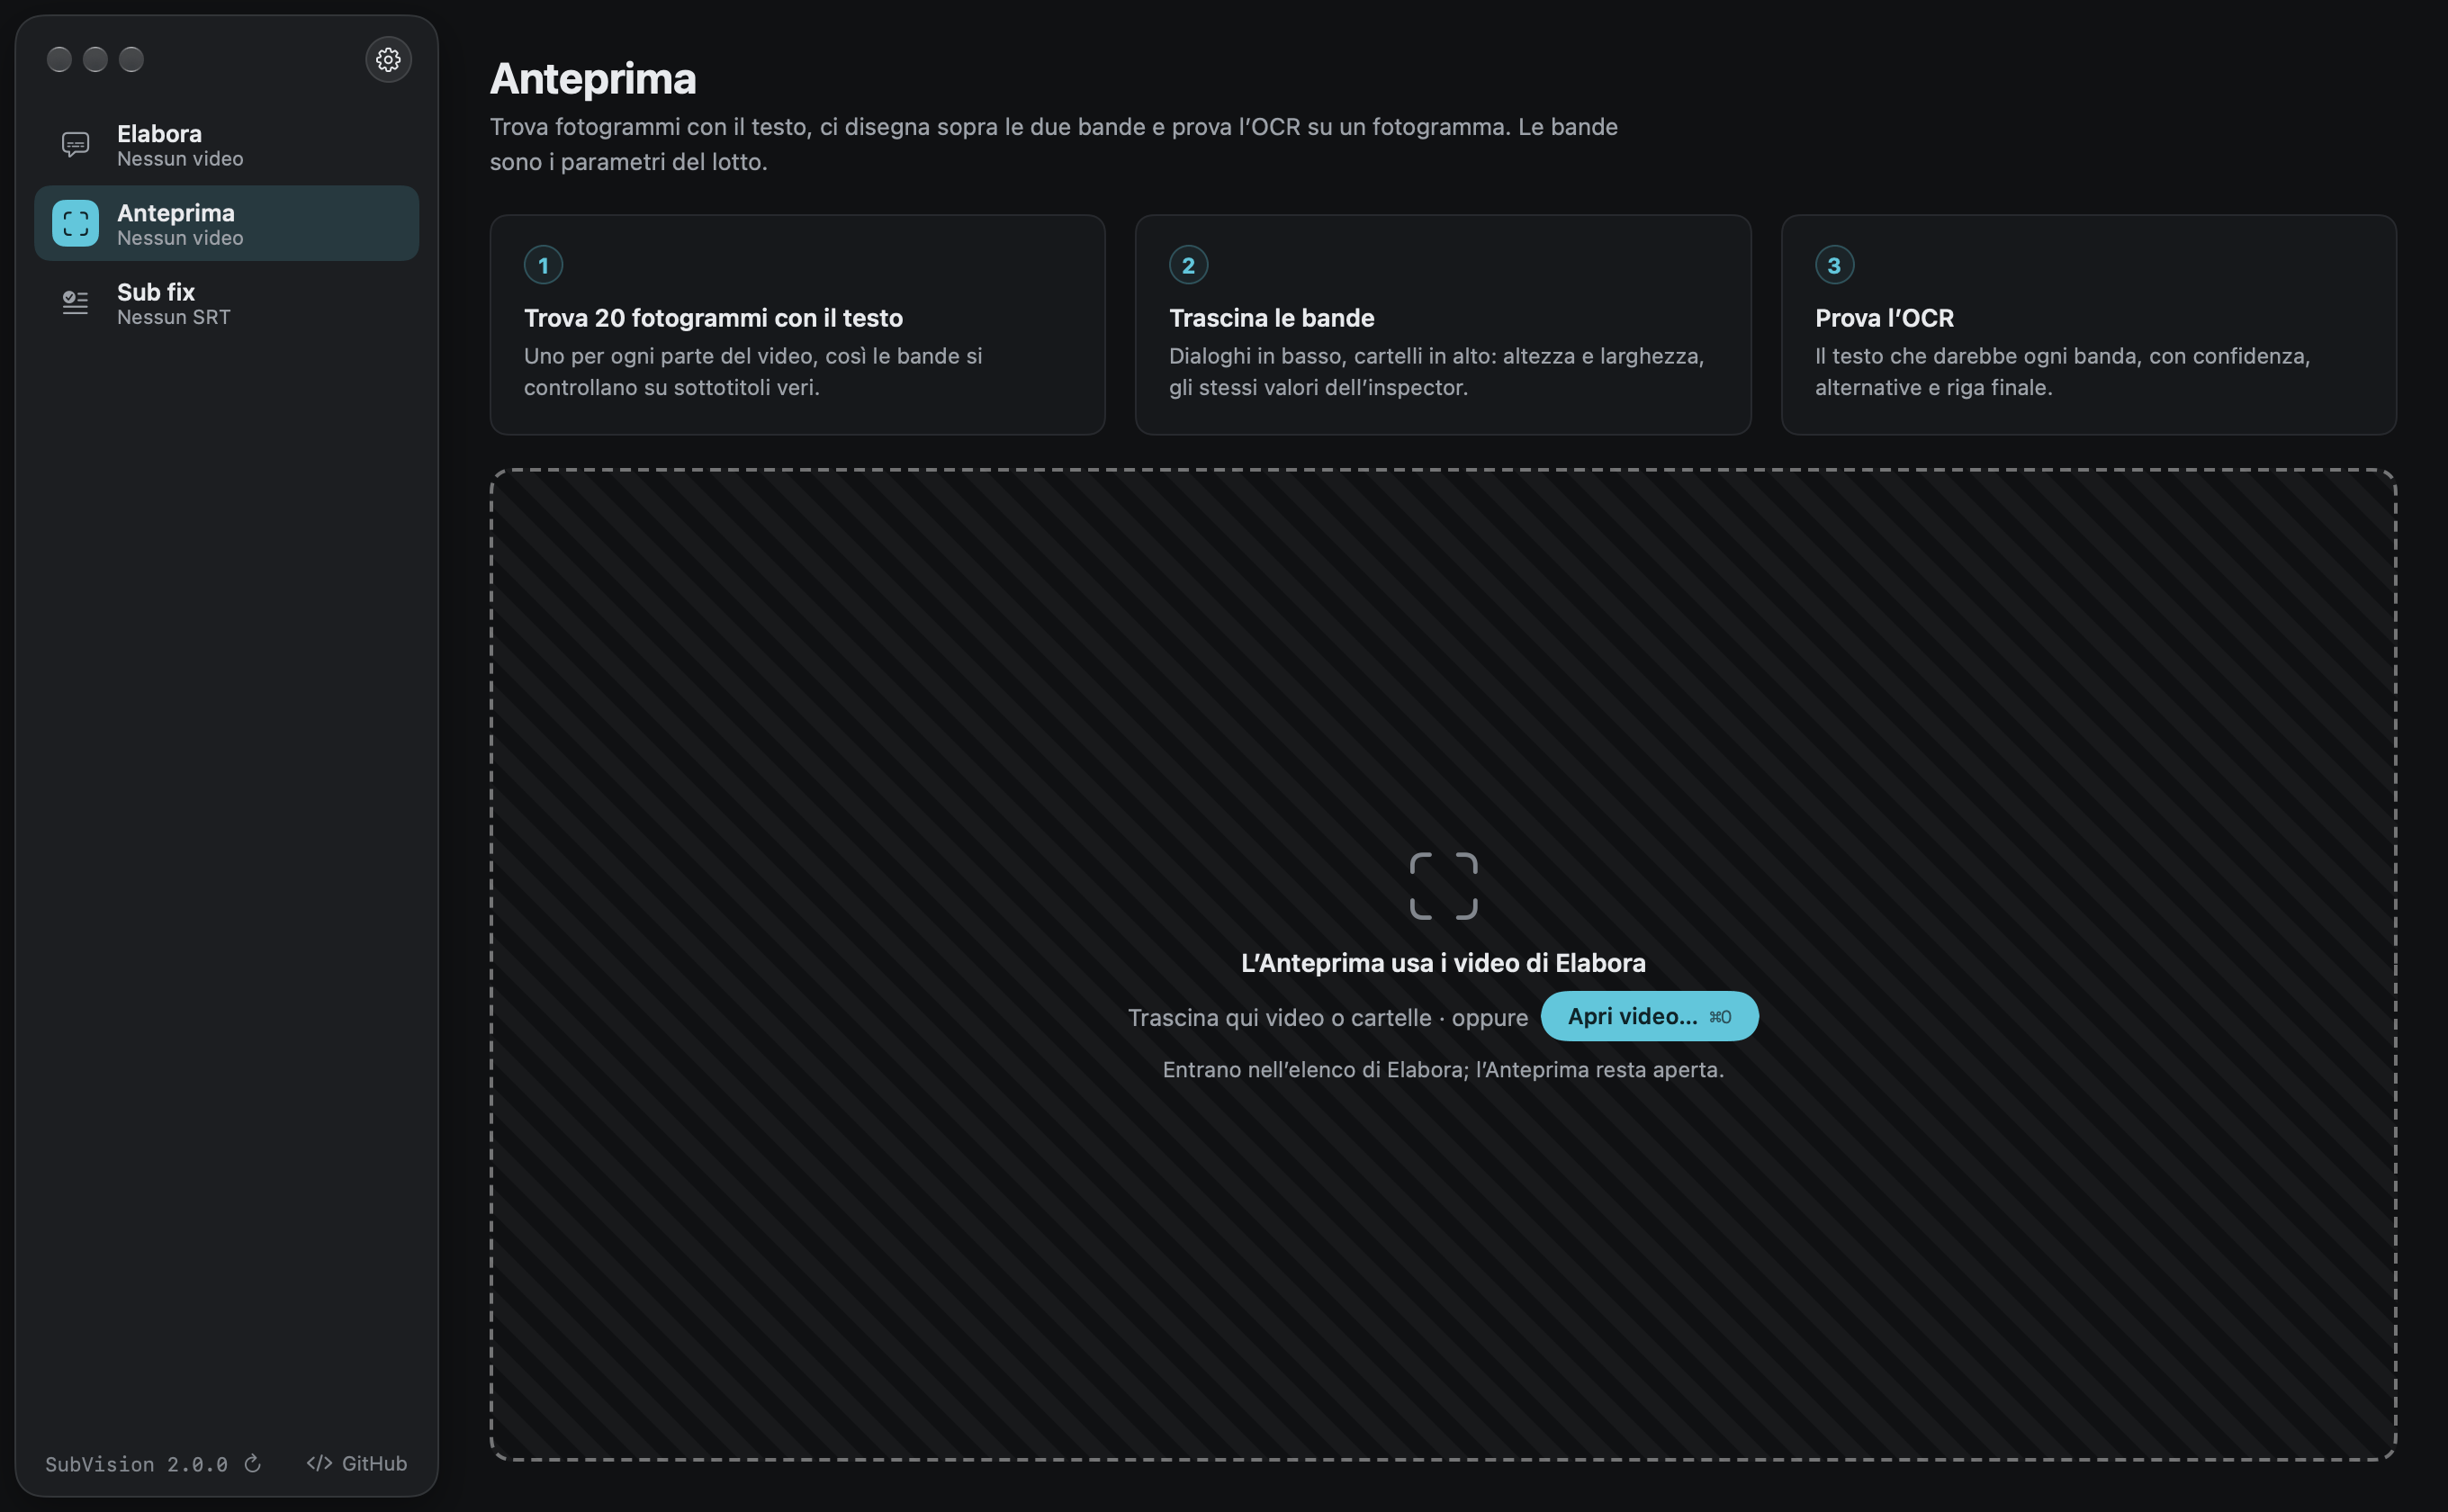 Elabora
Nessun video
Anteprima
Nessun video
Sub fix
Nessun SRT
SubVision 2.0.0
</> GitHub
Anteprima
Trova fotogrammi con il testo, ci disegna sopra le due bande e prova l’OCR su un fotogramma. Le bande
sono i parametri del lotto.
1
Trova 20 fotogrammi con il testo
Uno per ogni parte del video, così le bande si
controllano su sottotitoli veri.
2
Trascina le bande
Dialoghi in basso, cartelli in alto: altezza e larghezza,
gli stessi valori dell’inspector.
3
Prova l’OCR
Il testo che darebbe ogni banda, con confidenza,
alternative e riga finale.
L’Anteprima usa i video di Elabora
Trascina qui video o cartelle · oppure Apri video... ⌘O
Entrano nell’elenco di Elabora; l’Anteprima resta aperta.